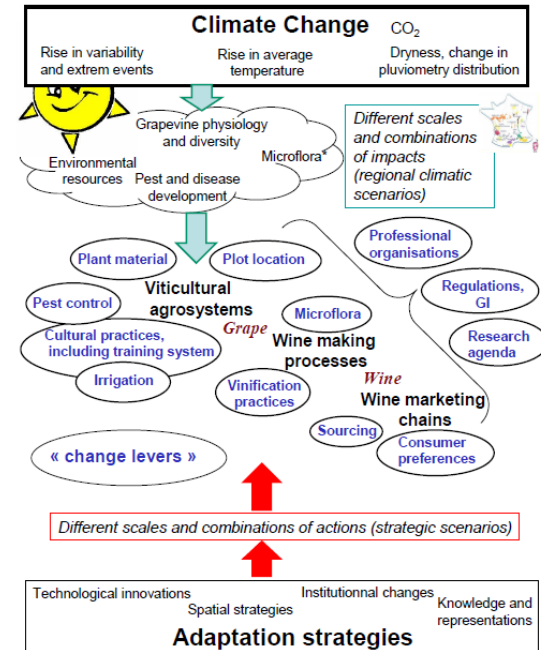 Climate Change CO2
Rise in variability
and extrem events
Rise in average
temperature
Dryness, change in
pluviometry distribution
Grapevine physiology
and diversity
Environmental
resources
Microflora*
Pest and disease
development
Different scales
and combinations
of impacts
(regional climatic
scenarios)
Professional
organisations
Plant material
Plot location
Regulations,
GI
Viticultural
agrosystems
Pest control
Microflora
Grape
Cultural practices,
including training system
Wine making
processes
Research
agenda
Irrigation
Vinification
practices
Wine
Wine marketing
chains
Sourcing
Consumer
preferences
« change levers »
Different scales and combinations of actions (strategic scenarios)
Technological innovations
Spatial strategies
Institutionnal changes
Knowledge and
representations
Adaptation strategies